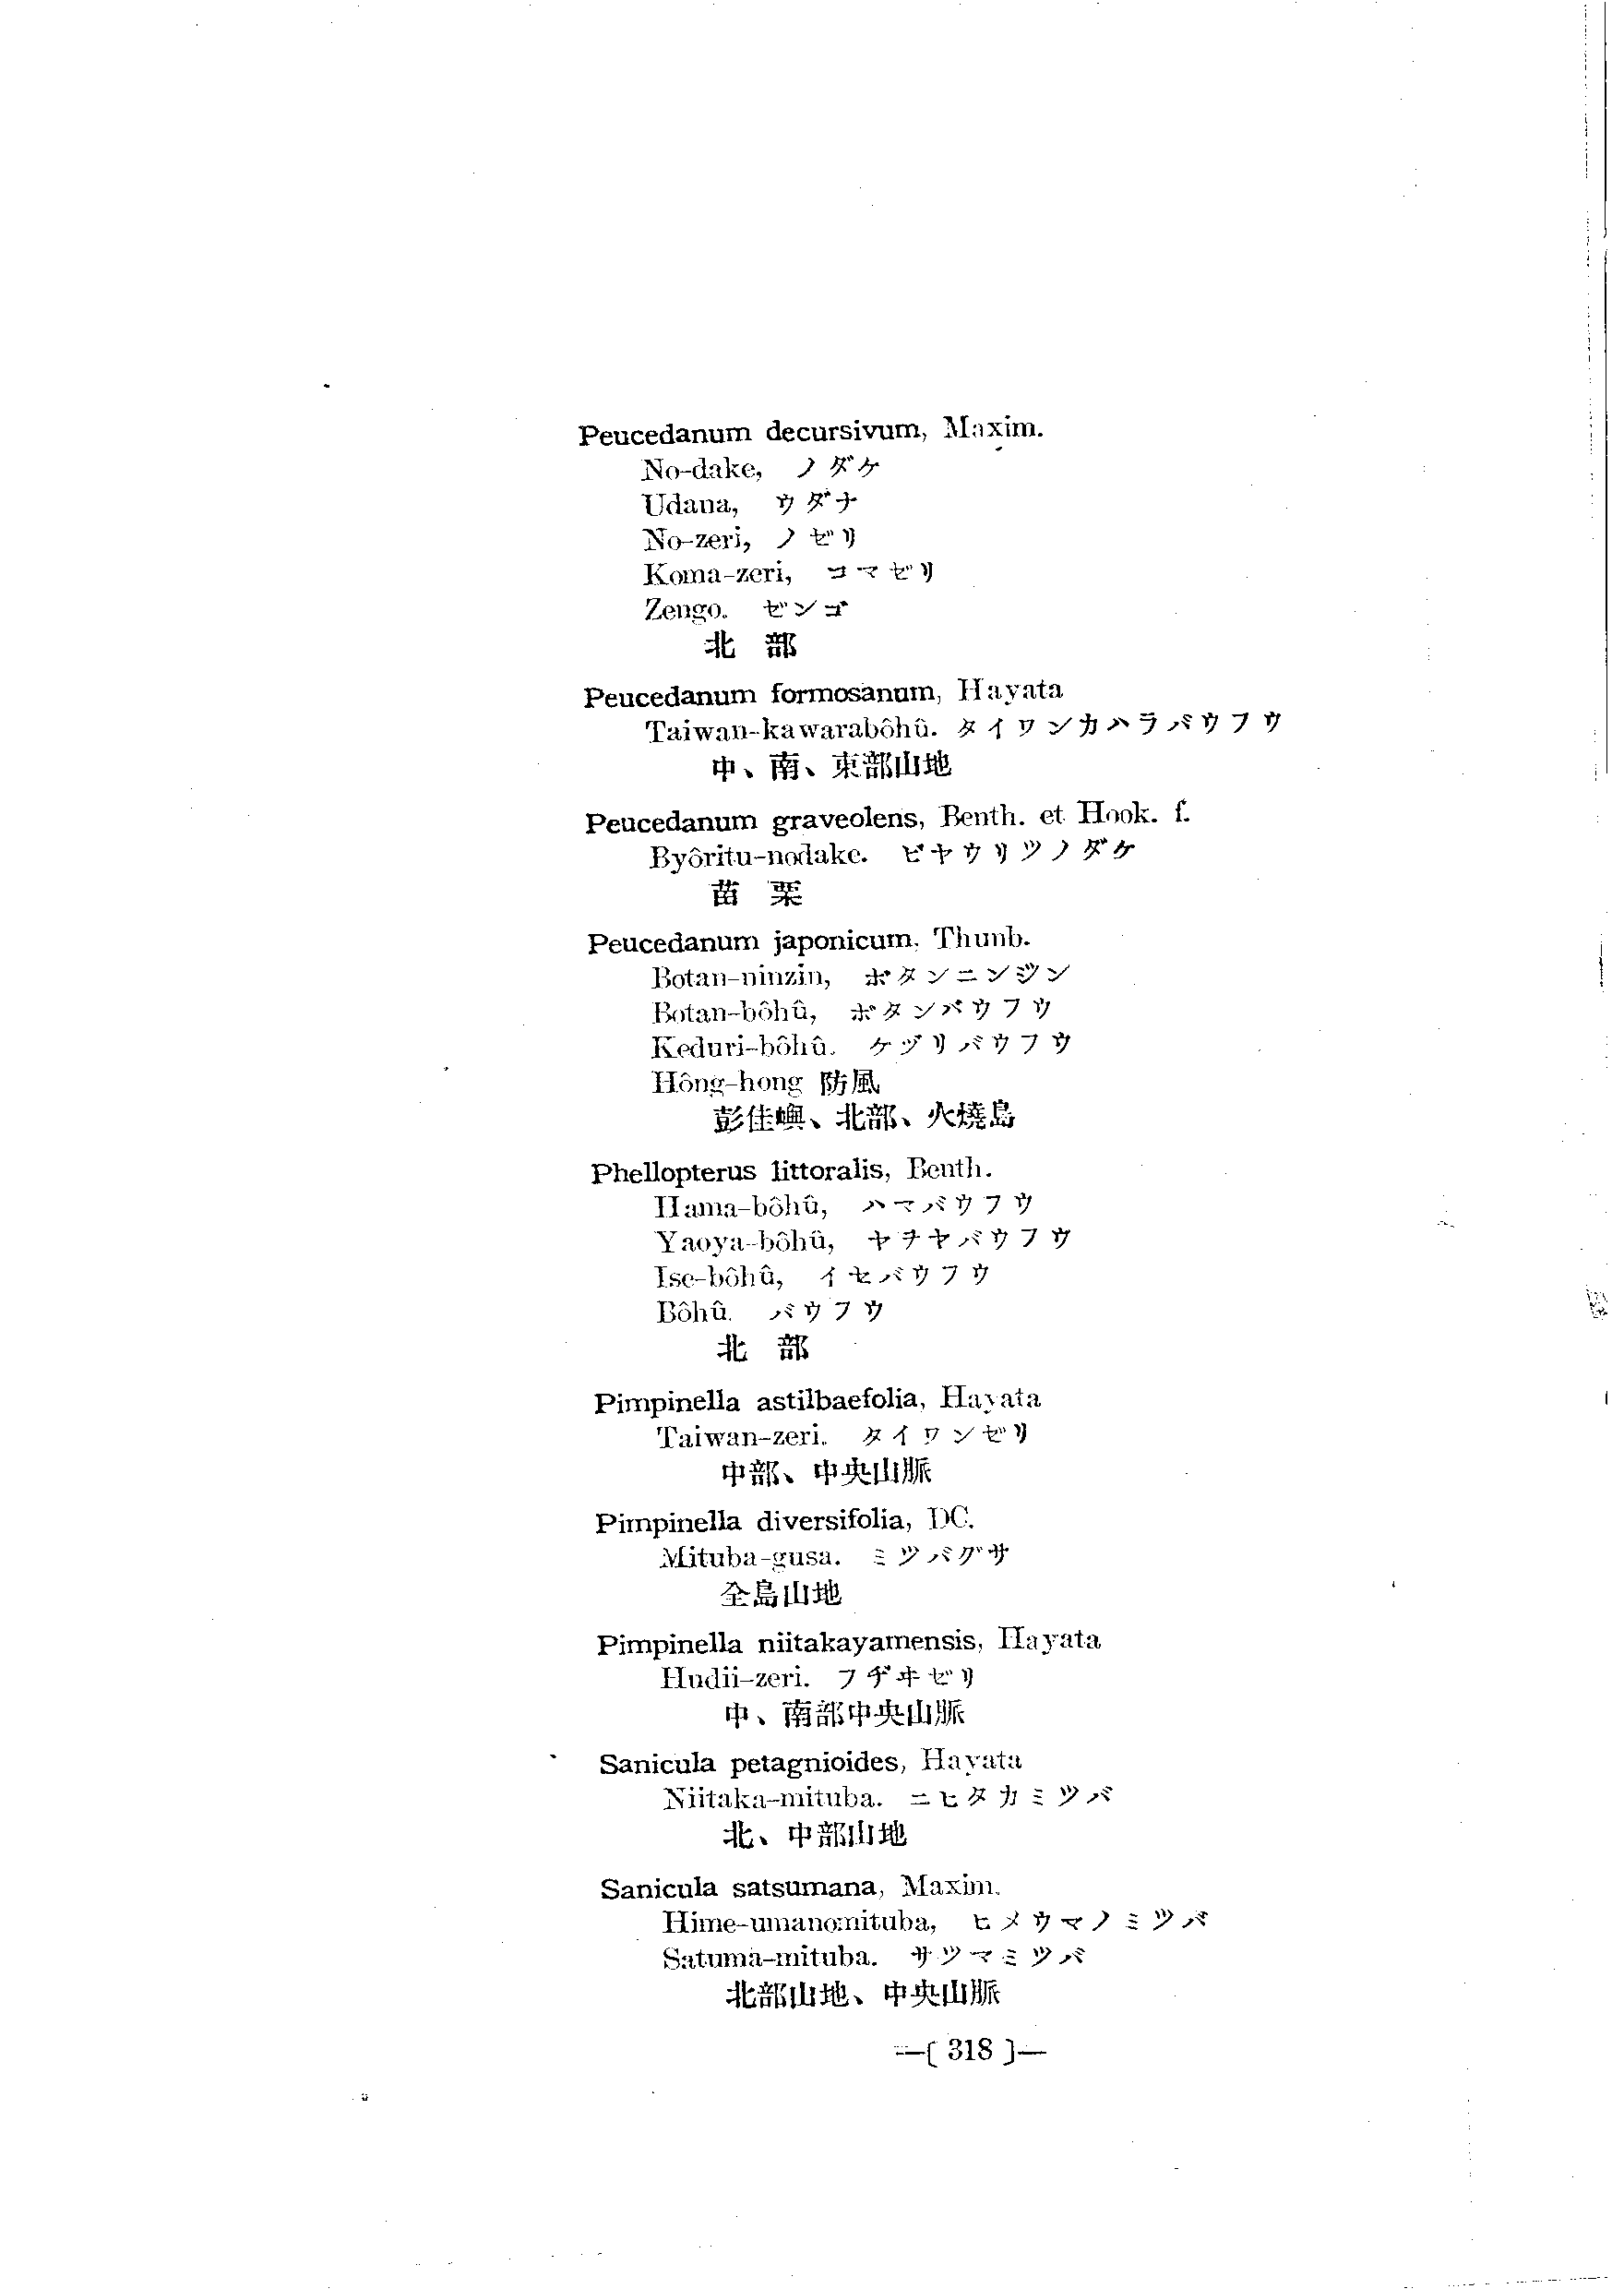 Peucedanum decursivum, Maxim.
No-dake, ノダケ
Udana, ウダナ
No-zeri, ノゼリ
Koma-zeri, コマゼリ
Zengo. ゼンゴ
北 部
Peucedanum formosanum, Hayata
Taiwan-kawarabôhû. タイワンカハラバウフウ
中、南、東部山地
Peucedanum graveolens, Benth. et Hook. f.
Byôritu-nodake. ビヤウリツノダケ
苗 栗
Peucedanum japonicum, Thunb.
Botan-ninzin, ボタンニンジン
Botan-bôhû, ボタンバウフウ
Keduri-bôhû. ケヅリバウフウ
Hông-hong 防風
彭佳嶼、北部、火燒島
Phellopterus littoralis, Benth.
Hama-bôhû, ハマバウフウ
Yaoya-bôhû, ヤヲヤバウフウ
Ise-bôhû, イセバウフウ
Bôhû. バウフウ
北 部
Pimpinella astilbaefolia, Hayata
Taiwan-zeri. タイワンゼリ
中部、中央山脈
Pimpinella diversifolia, DC.
Mituba-gusa. ミツバグサ
全島山地
Pimpinella niitakayamensis, Hayata
Hudii-zeri. フヂヰゼリ
中、南部中央山脈
Sanicula petagnioides, Hayata
Niitaka-mituba. ニヒタカミツバ
北、中部山地
Sanicula satsumana, Maxim.
Hime-umanomituba, ヒメウマノミツバ
Satuma-mituba. サツマミツバ
北部山地、中央山脈
—( 318 )—